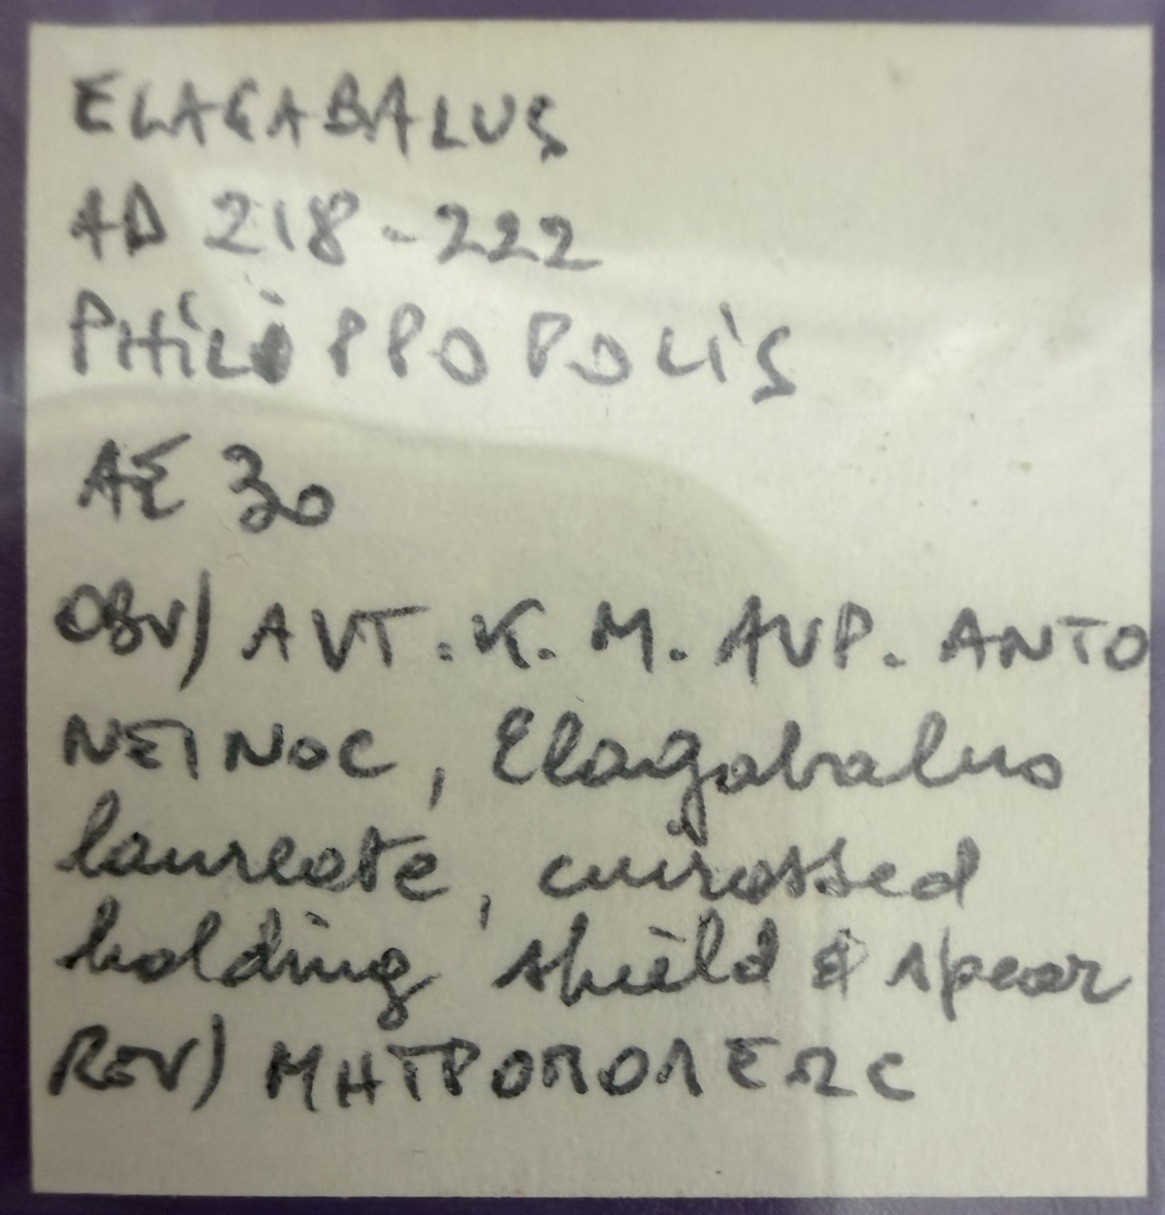 ELAGABALUS
AD 218-222
PHILIPPOPOLIS
AE 30
OBV) AVT. K. M. AVP. ANTO
NEINOC, Elagabalus
laureate, cuirassed
holding shield & spear
REV) ΜΗΤΡΟΠΟΛΕΩC